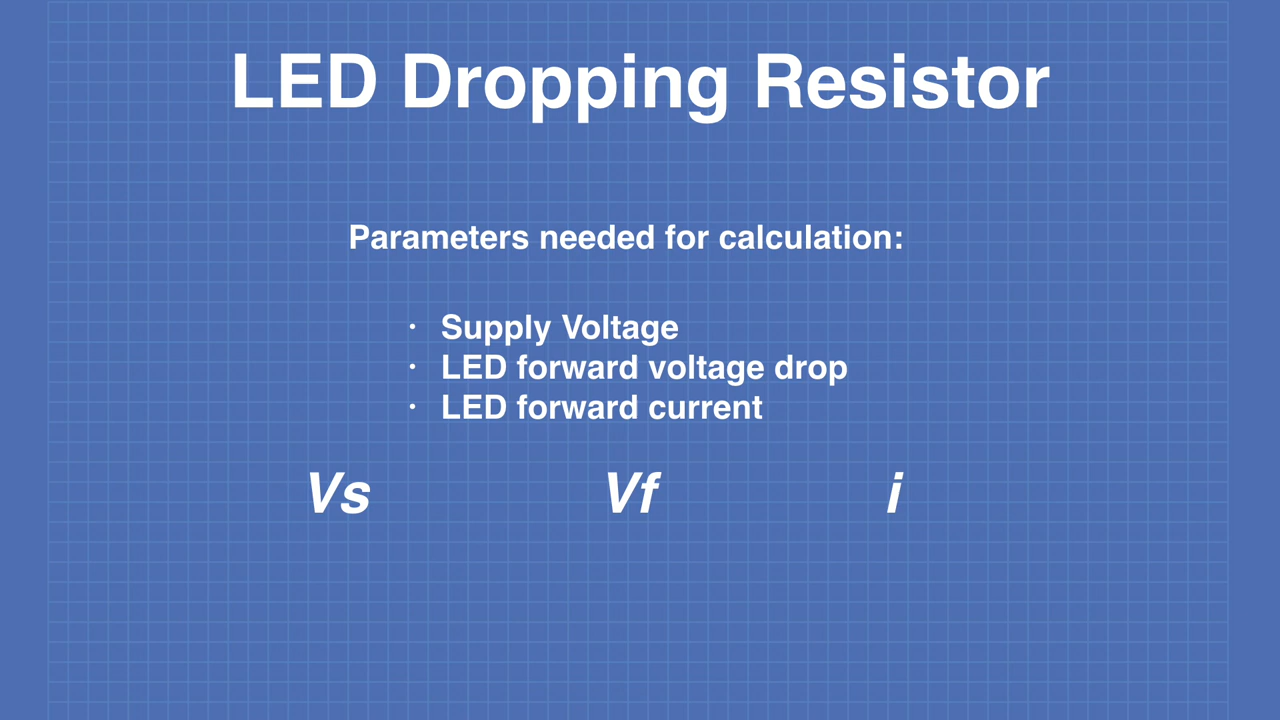 LED Dropping Resistor
Parameters needed for calculation:
· Supply Voltage
· LED forward voltage drop
· LED forward current
Vs Vf i